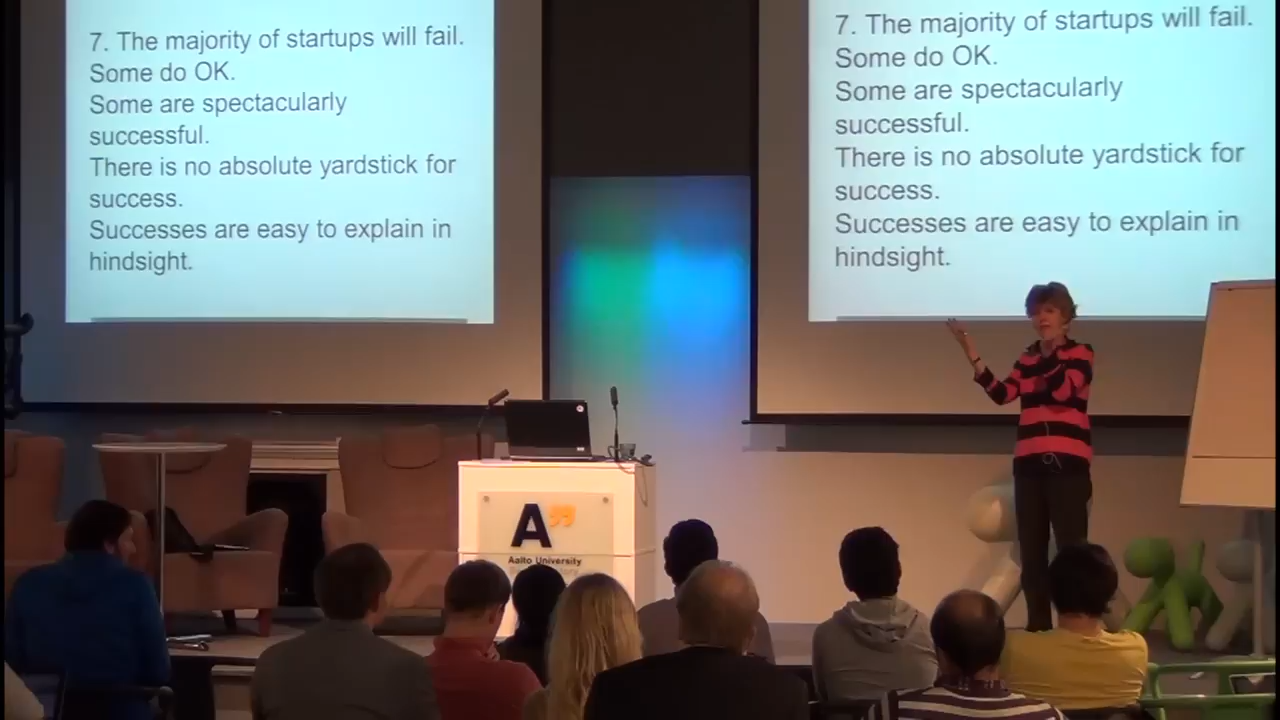 7. The majority of startups will fail.
Some do OK.
Some are spectacularly
successful.
There is no absolute yardstick for
success.
Successes are easy to explain in
hindsight.
7. The majority of startups will fail.
Some do OK.
Some are spectacularly
successful.
There is no absolute yardstick for
success.
Successes are easy to explain in
hindsight.
A”
Aalto University